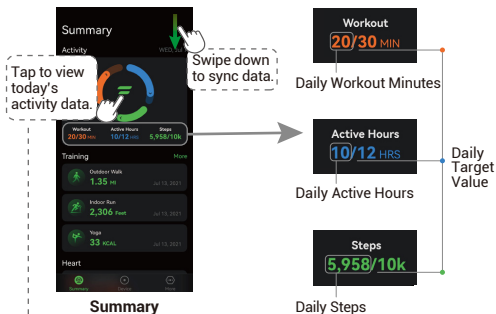 Summary
Activity
WED, Jul
Swipe down
to sync data.
Tap to view
today's
activity data.
Workout
Active Hours
Steps
20/30 MIN
10/12 HRS
5,958/10k
Training
More
Outdoor Walk
1.35 MI
Jul 13, 2021
Indoor Run
2,306 Feet
Jul 13, 2021
Yoga
33 KCAL
Jul 13, 2021
Heart
Summary
Device
More
Summary
Workout
20/30 MIN
Daily Workout Minutes
Active Hours
10/12 HRS
Daily Active Hours
Daily
Target
Value
Steps
5,958/10k
Daily Steps